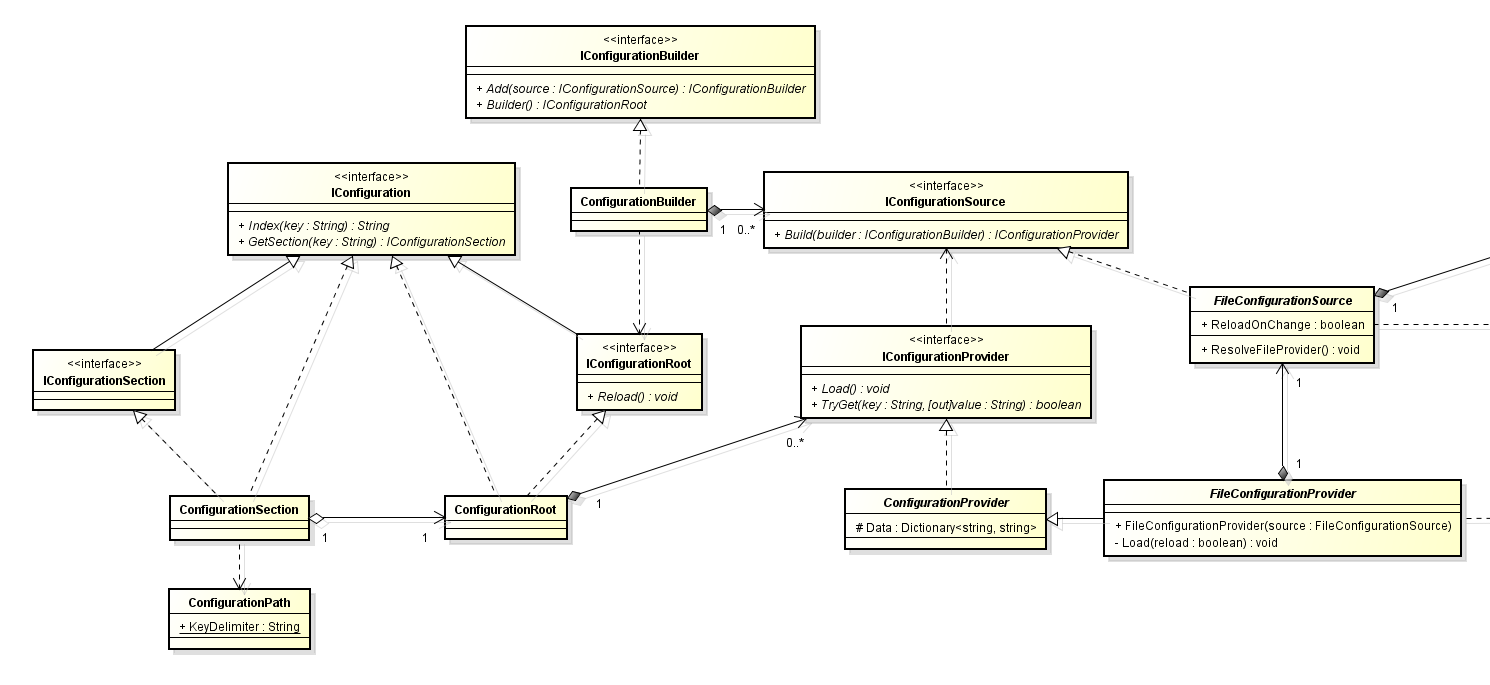 <<interface>>
IConfigurationBuilder
+ Add(source : IConfigurationSource) : IConfigurationBuilder
+ Builder() : IConfigurationRoot
<<interface>>
IConfiguration
+ Index(key : String) : String
+ GetSection(key : String) : IConfigurationSection
ConfigurationBuilder
1
0..*
<<interface>>
IConfigurationSource
+ Build(builder : IConfigurationBuilder) : IConfigurationProvider
FileConfigurationSource
+ ReloadOnChange : boolean
+ ResolveFileProvider() : void
1
1
<<interface>>
IConfigurationSection
<<interface>>
IConfigurationRoot
+ Reload() : void
<<interface>>
IConfigurationProvider
+ Load() : void
+ TryGet(key : String, [out]value : String) : boolean
0..*
1
ConfigurationSection
1
1
ConfigurationRoot
1
ConfigurationProvider
# Data : Dictionary<string, string>
FileConfigurationProvider
+ FileConfigurationProvider(source : FileConfigurationSource)
- Load(reload : boolean) : void
ConfigurationPath
+ KeyDelimiter : String